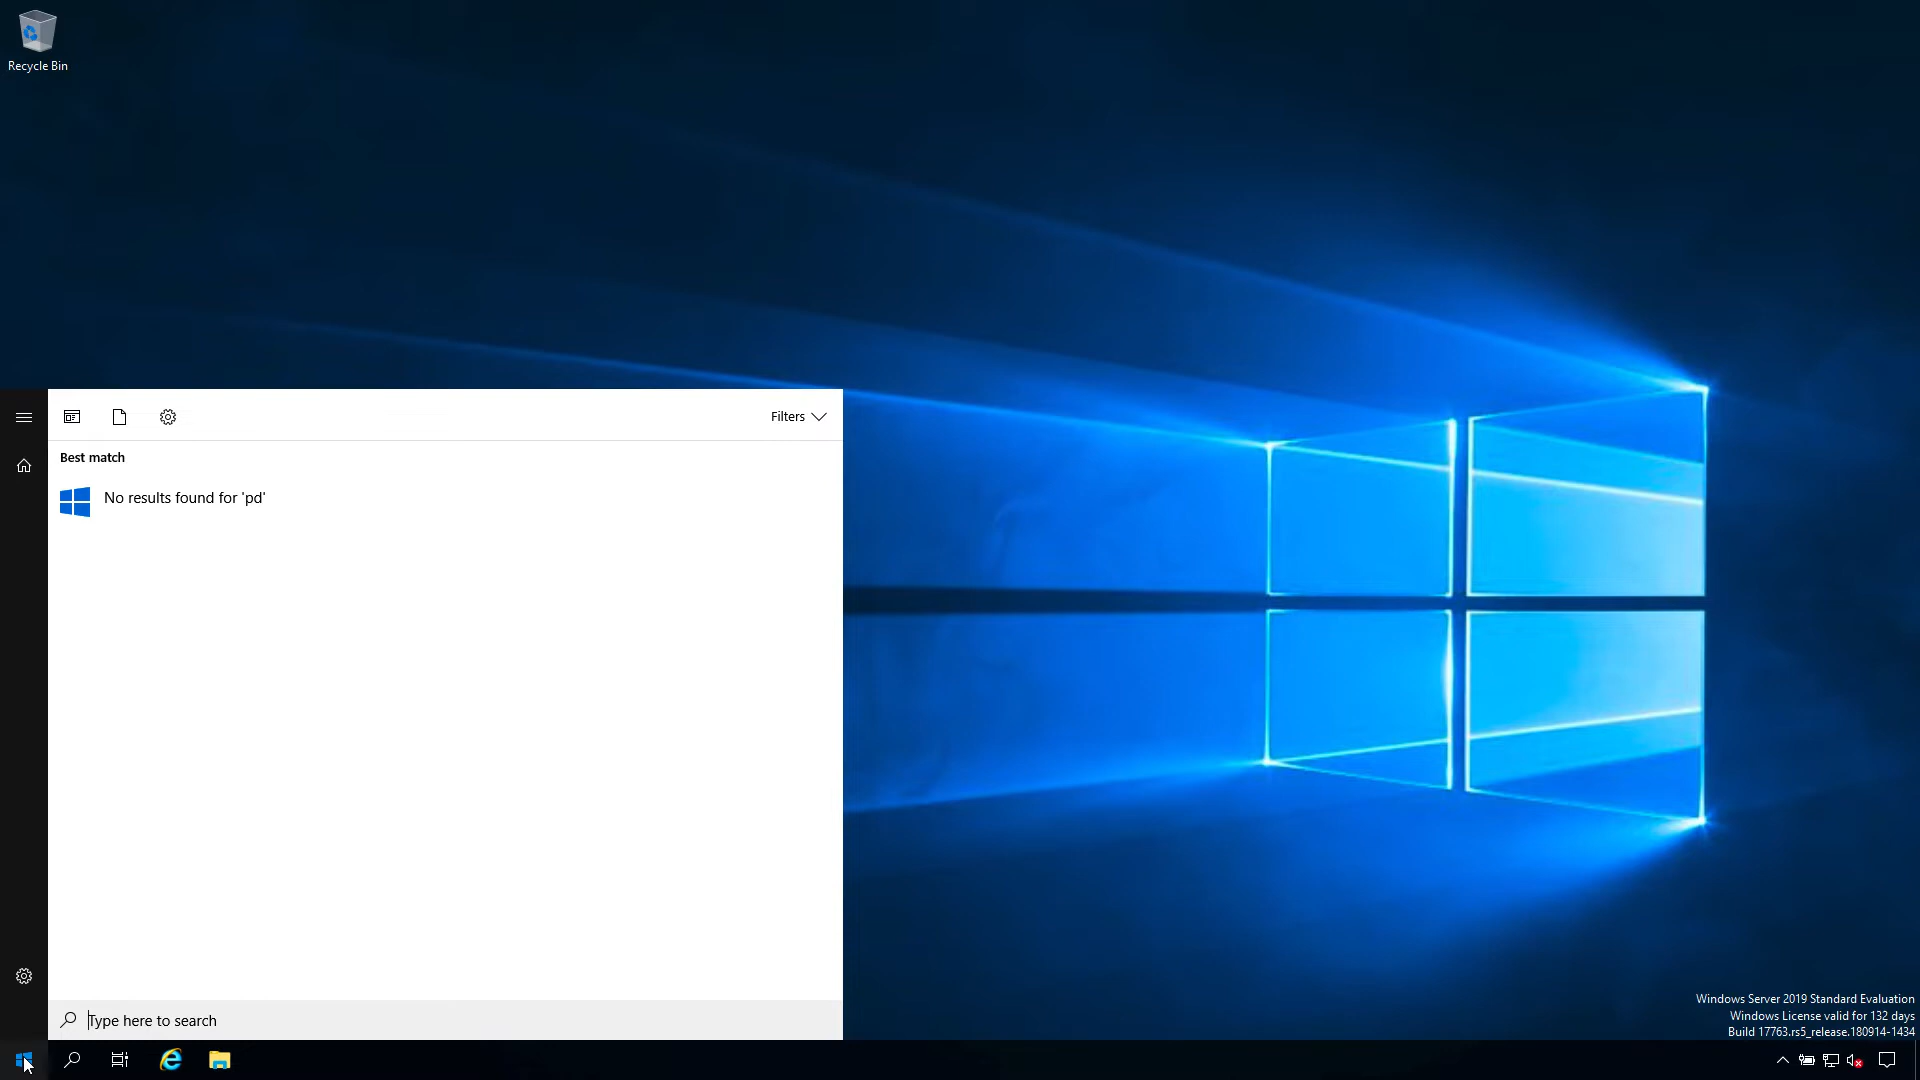 Recycle Bin
Filters
Best match
No results found for 'pd'
Type here to search
Windows Server 2019 Standard Evaluation
Windows License valid for 132 days
Build 17763.rs5_release.180914-1434